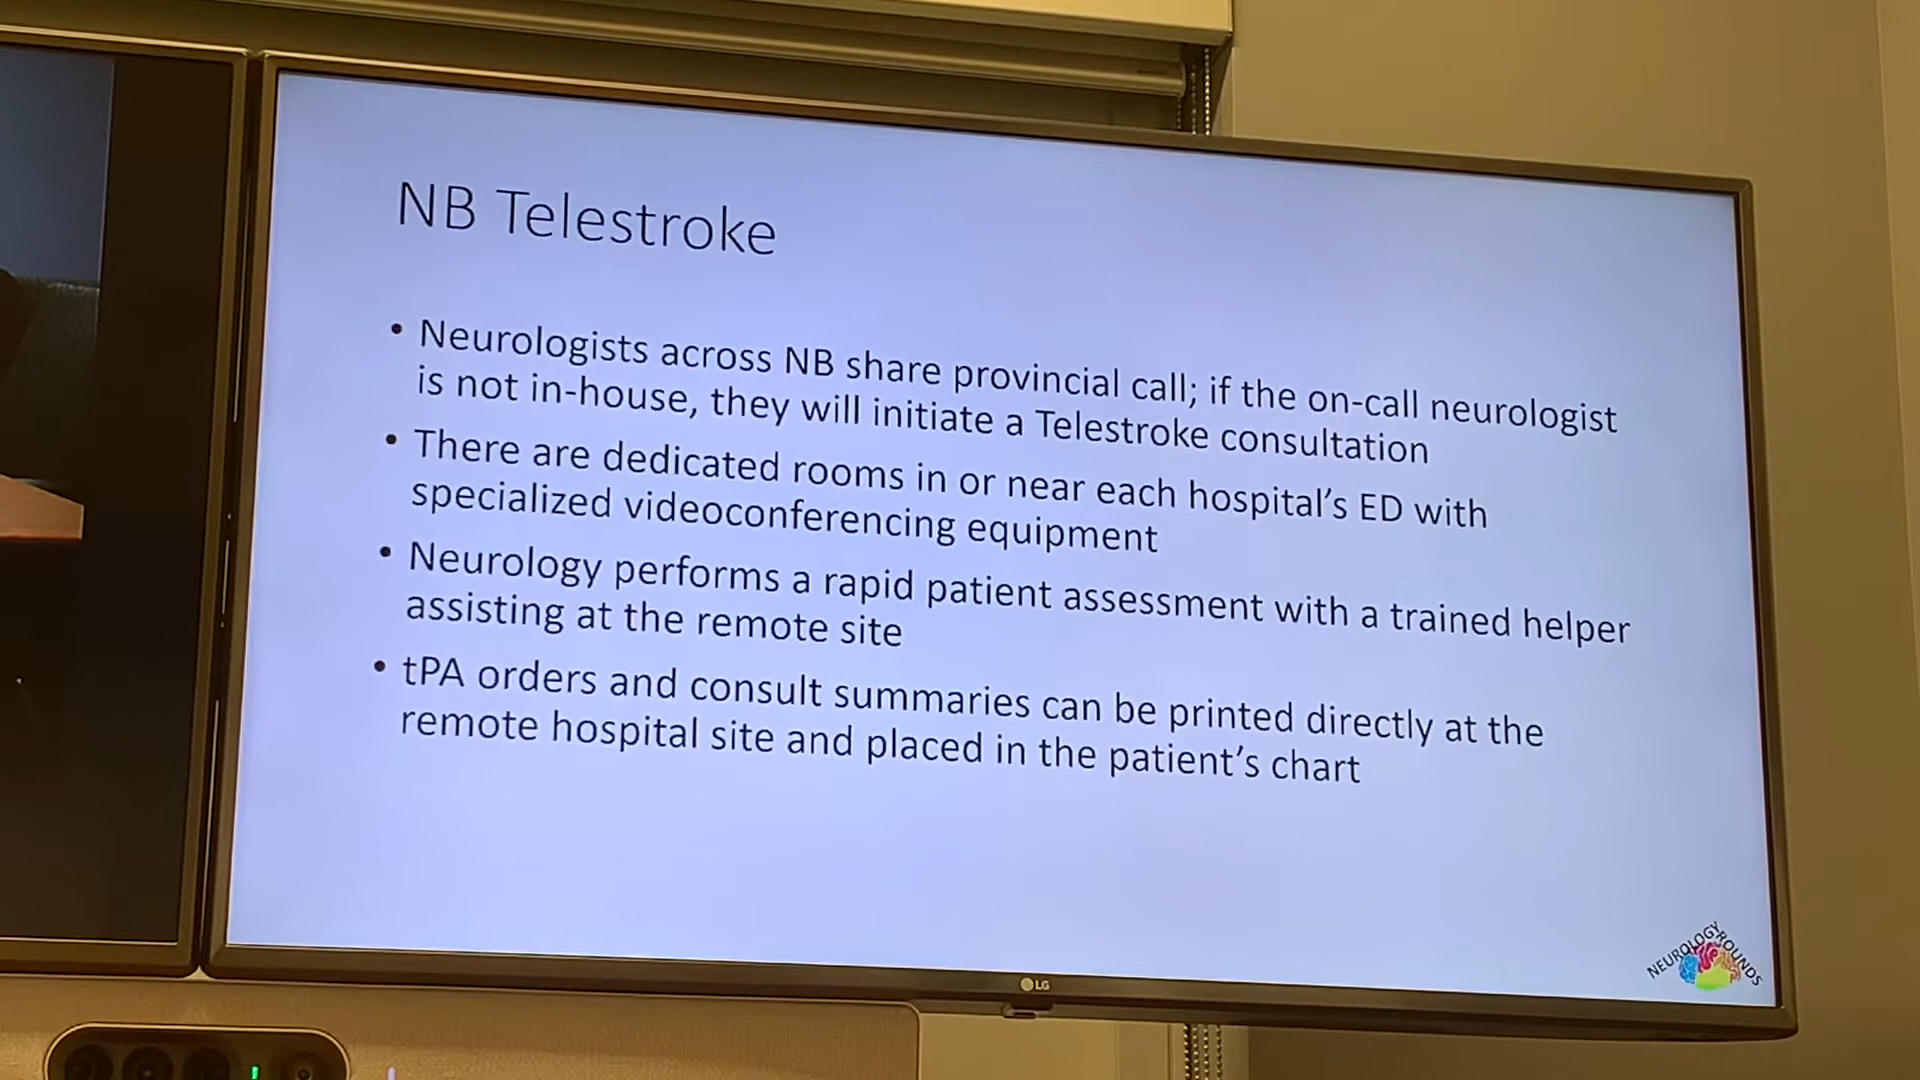 NB Telestroke
• Neurologists across NB share provincial call; if the on-call neurologist
is not in-house, they will initiate a Telestroke consultation
• There are dedicated rooms in or near each hospital’s ED with
specialized videoconferencing equipment
• Neurology performs a rapid patient assessment with a trained helper
assisting at the remote site
• tPA orders and consult summaries can be printed directly at the
remote hospital site and placed in the patient’s chart
NEUROLOGY ROUNDS
LG